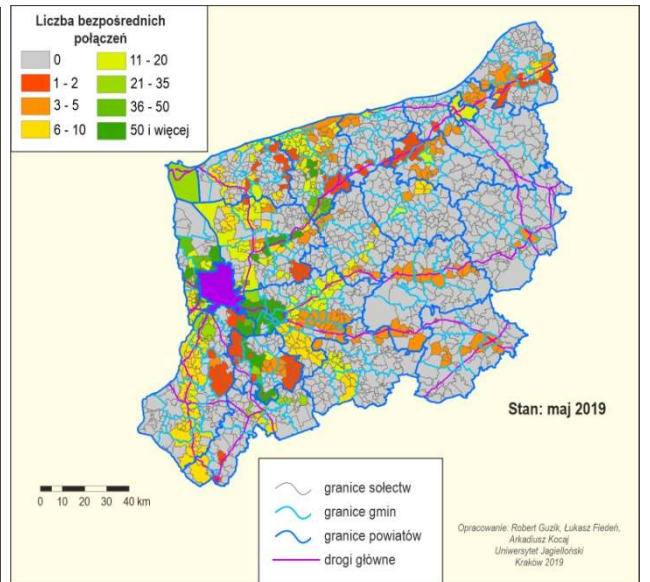 Liczba bezpośrednich
połączeń
0
1 - 2
3 - 5
6 - 10
11 - 20
21 - 35
36 - 50
50 i więcej
Stan: maj 2019
0 10 20 30 40 km
granice sołectw
granice gmin
granice powiatów
drogi główne
Opracowanie: Robert Guzik, Łukasz Fiedeń,
Arkadiusz Kocaj
Uniwersytet Jagielloński
Kraków 2019